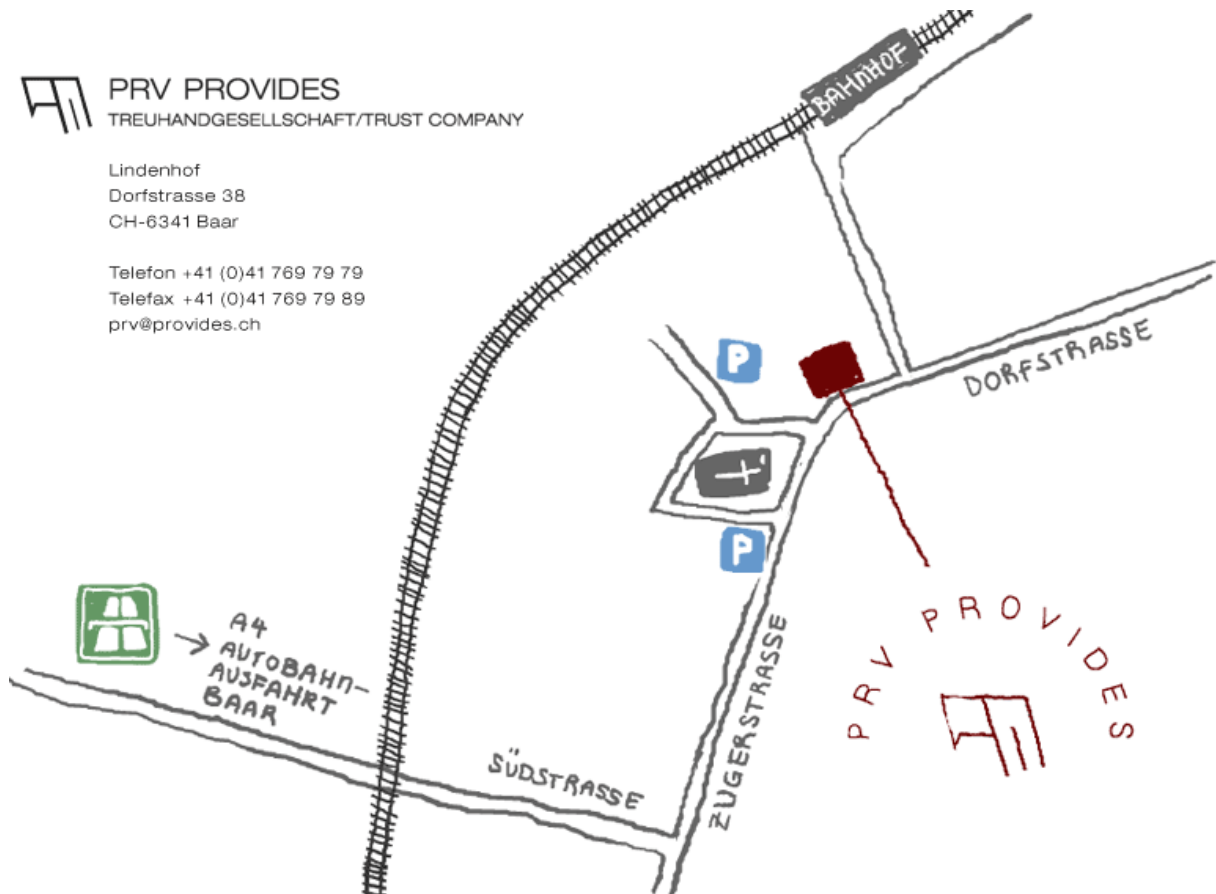 PRV PROVIDES
TREUHANDGESELLSCHAFT/TRUST COMPANY
Lindenhof
Dorfstrasse 38
CH-6341 Baar
Telefon +41 (0)41 769 79 79
Telefax +41 (0)41 769 79 89
prv@provides.ch
BAHNHOF
DORFSTRASSE
P
P
A4
AUTOBAHN-
AUSFAHRT
BAAR
SÜDSTRASSE
ZUGERSTRASSE
PRV PROVIDES